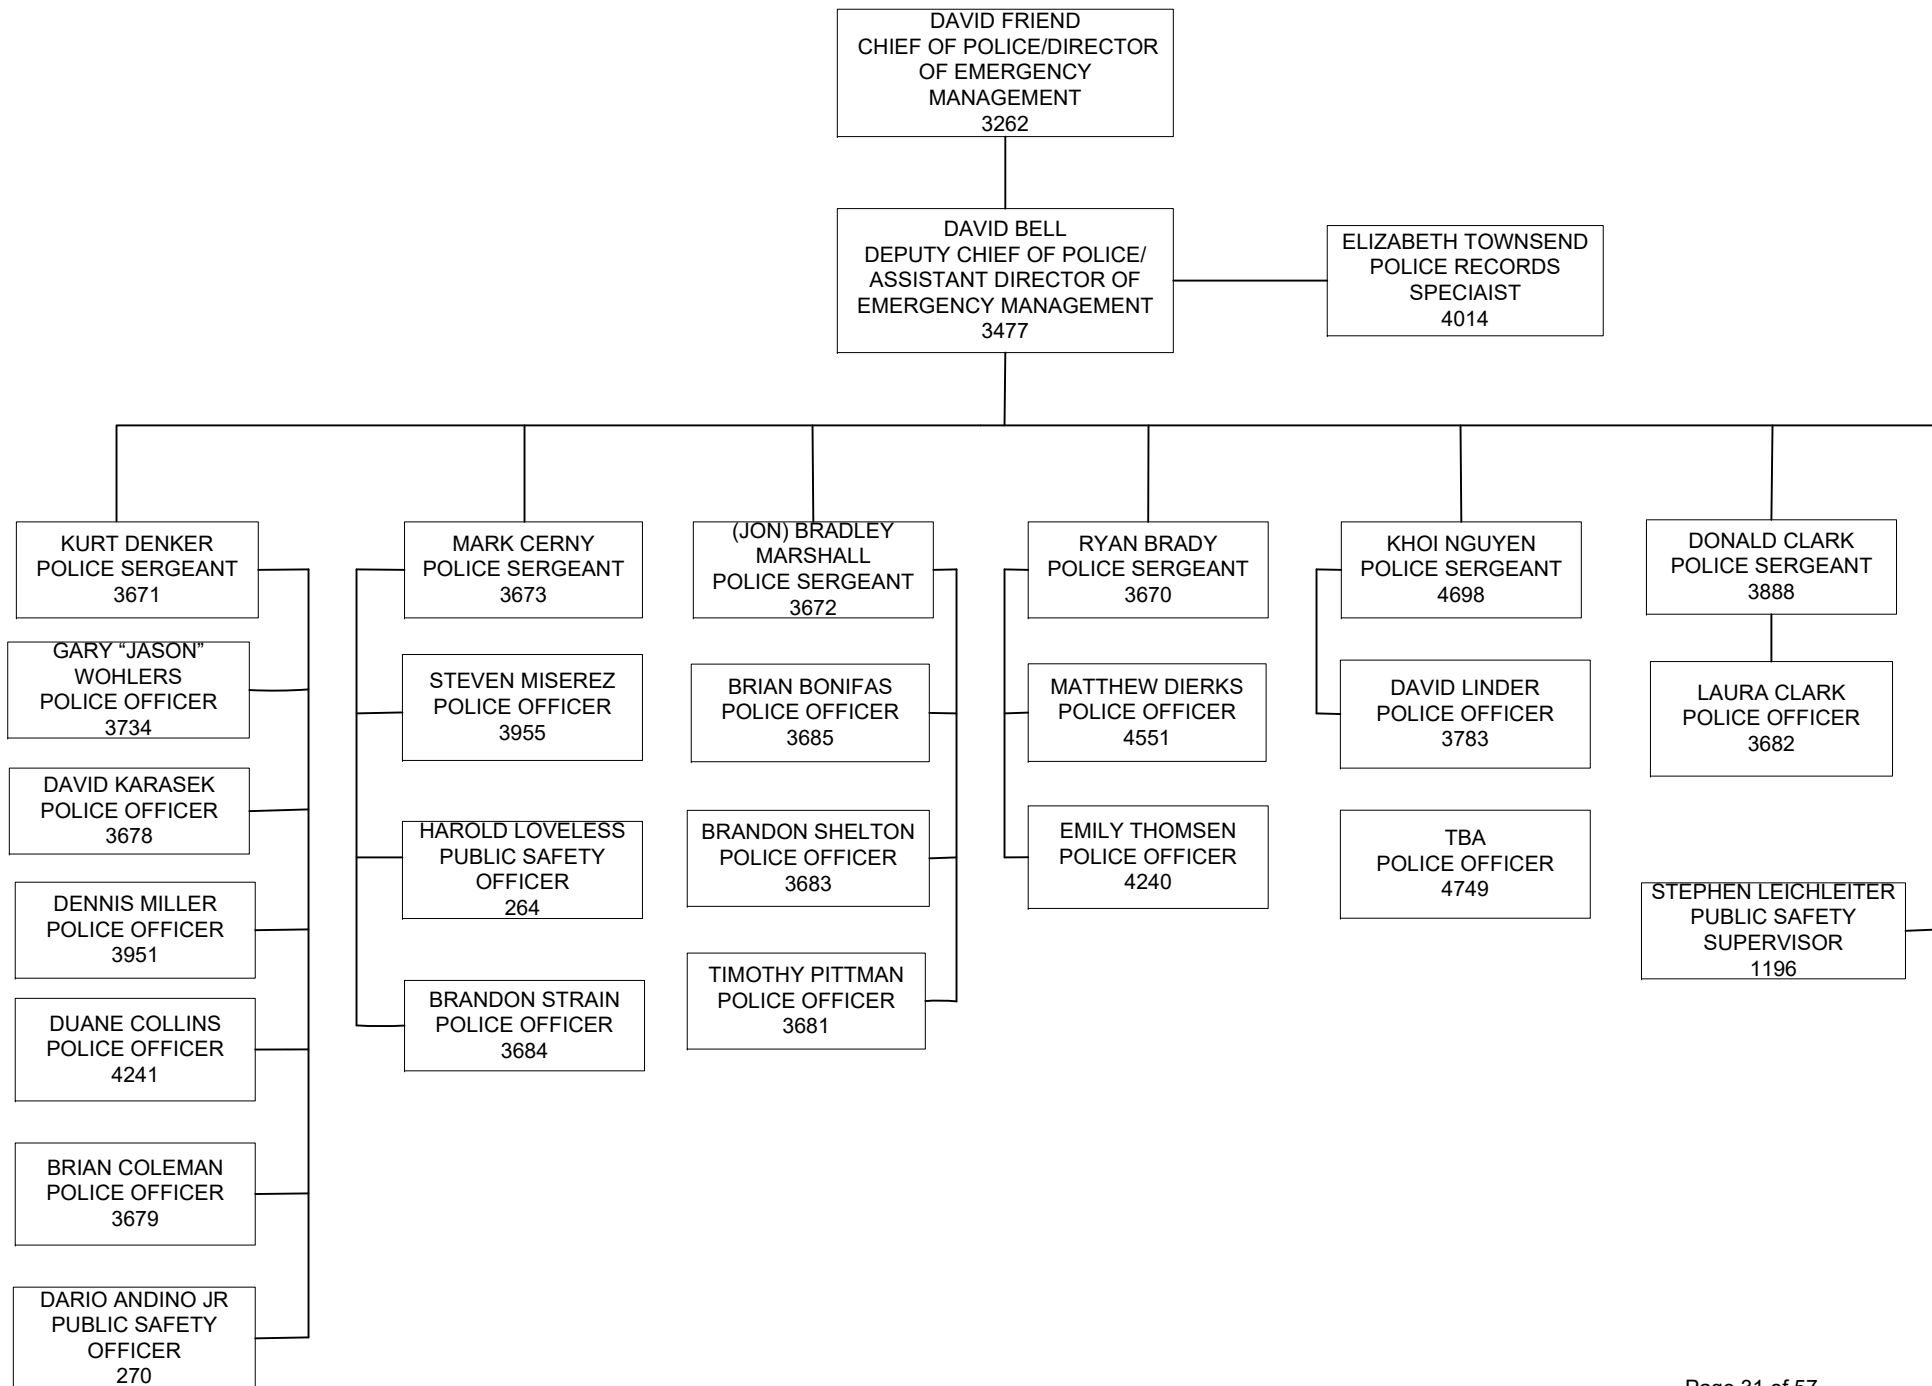 DAVID FRIEND
CHIEF OF POLICE/DIRECTOR
OF EMERGENCY
MANAGEMENT
3262
DAVID BELL
DEPUTY CHIEF OF POLICE/
ASSISTANT DIRECTOR OF
EMERGENCY MANAGEMENT
3477
ELIZABETH TOWNSEND
POLICE RECORDS
SPECIAIST
4014
KURT DENKER
POLICE SERGEANT
3671
GARY “JASON”
WOHLERS
POLICE OFFICER
3734
DAVID KARASEK
POLICE OFFICER
3678
DENNIS MILLER
POLICE OFFICER
3951
DUANE COLLINS
POLICE OFFICER
4241
BRIAN COLEMAN
POLICE OFFICER
3679
DARIO ANDINO JR
PUBLIC SAFETY
OFFICER
270
MARK CERNY
POLICE SERGEANT
3673
STEVEN MISEREZ
POLICE OFFICER
3955
HAROLD LOVELESS
PUBLIC SAFETY
OFFICER
264
BRANDON STRAIN
POLICE OFFICER
3684
(JON) BRADLEY
MARSHALL
POLICE SERGEANT
3672
BRIAN BONIFAS
POLICE OFFICER
3685
BRANDON SHELTON
POLICE OFFICER
3683
TIMOTHY PITTMAN
POLICE OFFICER
3681
RYAN BRADY
POLICE SERGEANT
3670
MATTHEW DIERKS
POLICE OFFICER
4551
EMILY THOMSEN
POLICE OFFICER
4240
KHOI NGUYEN
POLICE SERGEANT
4698
DAVID LINDER
POLICE OFFICER
3783
TBA
POLICE OFFICER
4749
DONALD CLARK
POLICE SERGEANT
3888
LAURA CLARK
POLICE OFFICER
3682
STEPHEN LEICHLEITER
PUBLIC SAFETY
SUPERVISOR
1196
Page 31 of 57